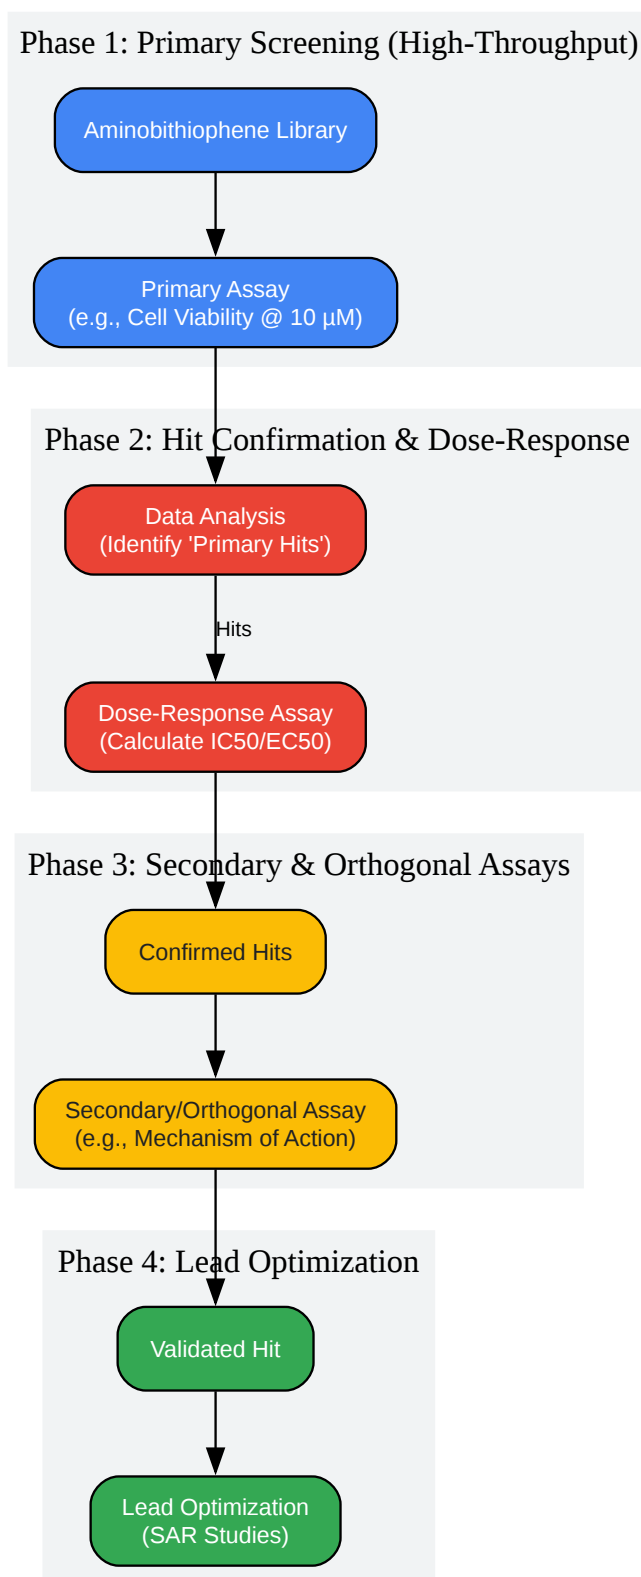 Phase 1: Primary Screening (High-Throughput)
Aminobithiophene Library
Primary Assay
(e.g., Cell Viability @ 10 µM)
Phase 2: Hit Confirmation & Dose-Response
Data Analysis
(Identify 'Primary Hits')
Hits
Dose-Response Assay
(Calculate IC50/EC50)
Phase 3: Secondary & Orthogonal Assays
Confirmed Hits
Secondary/Orthogonal Assay
(e.g., Mechanism of Action)
Phase 4: Lead Optimization
Validated Hit
Lead Optimization
(SAR Studies)